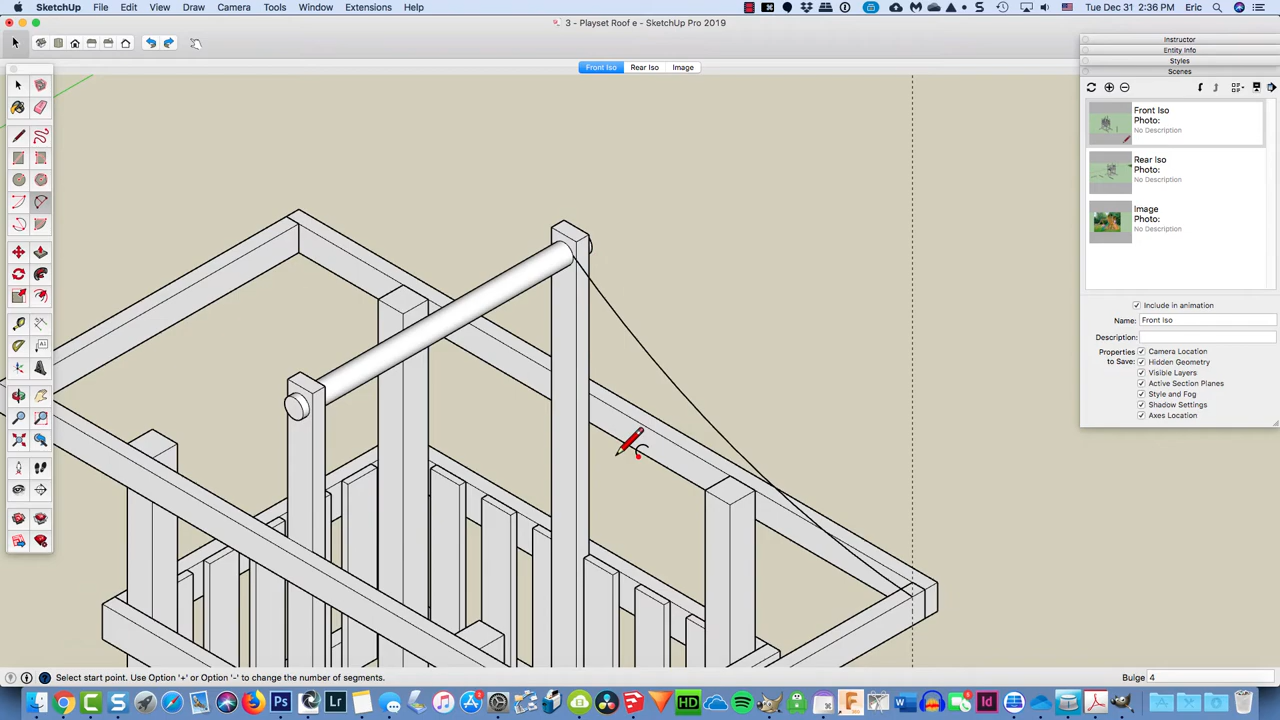 SketchUp File Edit View Draw Camera Tools Window Extensions Help Tue Dec 31 2:36 PM Eric
3 - Playset Roof e - SketchUp Pro 2019
Front Iso Rear Iso Image
Instructor
Entity Info
Styles
Scenes
Front Iso
Photo:
No Description
Rear Iso
Photo:
No Description
Image
Photo:
No Description
Include in animation
Name: Front Iso
Description:
Properties to Save:
Camera Location
Hidden Geometry
Visible Layers
Active Section Planes
Style and Fog
Shadow Settings
Axes Location
Select start point. Use Option '+' or Option '-' to change the number of segments. Bulge 4